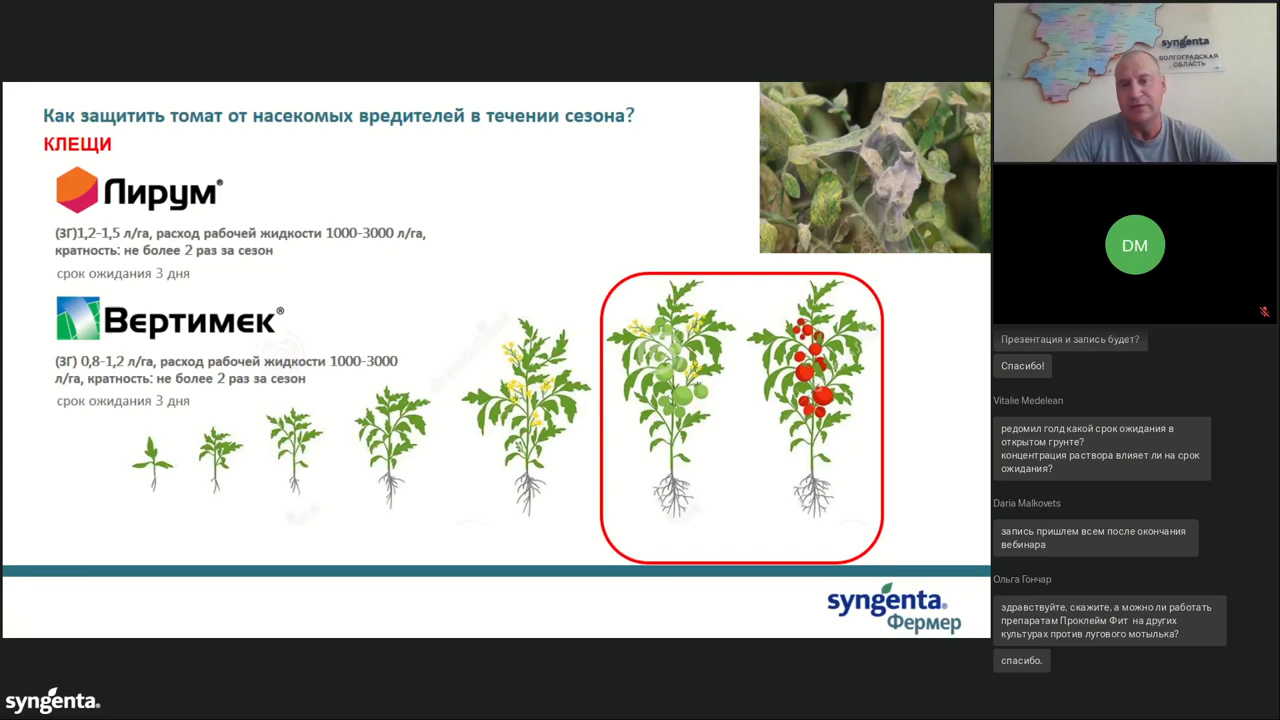 Как защитить томат от насекомых вредителей в течении сезона?
КЛЕЩИ
Лирум®
(ЗГ)1,2-1,5 л/га, расход рабочей жидкости 1000-3000 л/га,
кратность: не более 2 раз за сезон
срок ожидания 3 дня
Вертимек®
(ЗГ) 0,8-1,2 л/га, расход рабочей жидкости 1000-3000
л/га, кратность: не более 2 раз за сезон
срок ожидания 3 дня
syngenta®
Фермер
syngenta®
syngenta
ВОЛГОГРАДСКАЯ
ОБЛАСТЬ
DM
Презентация и запись будет?
Спасибо!
Vitalie Medelean
редомил голд какой срок ожидания в
открытом грунте?
концентрация раствора влияет ли на срок
ожидания?
Daria Malkovets
запись пришлем всем после окончания
вебинара
Ольга Гончар
здравствуйте, скажите, а можно ли работать
препаратам Проклейм Фит на других
культурах против лугового мотылька?
спасибо.